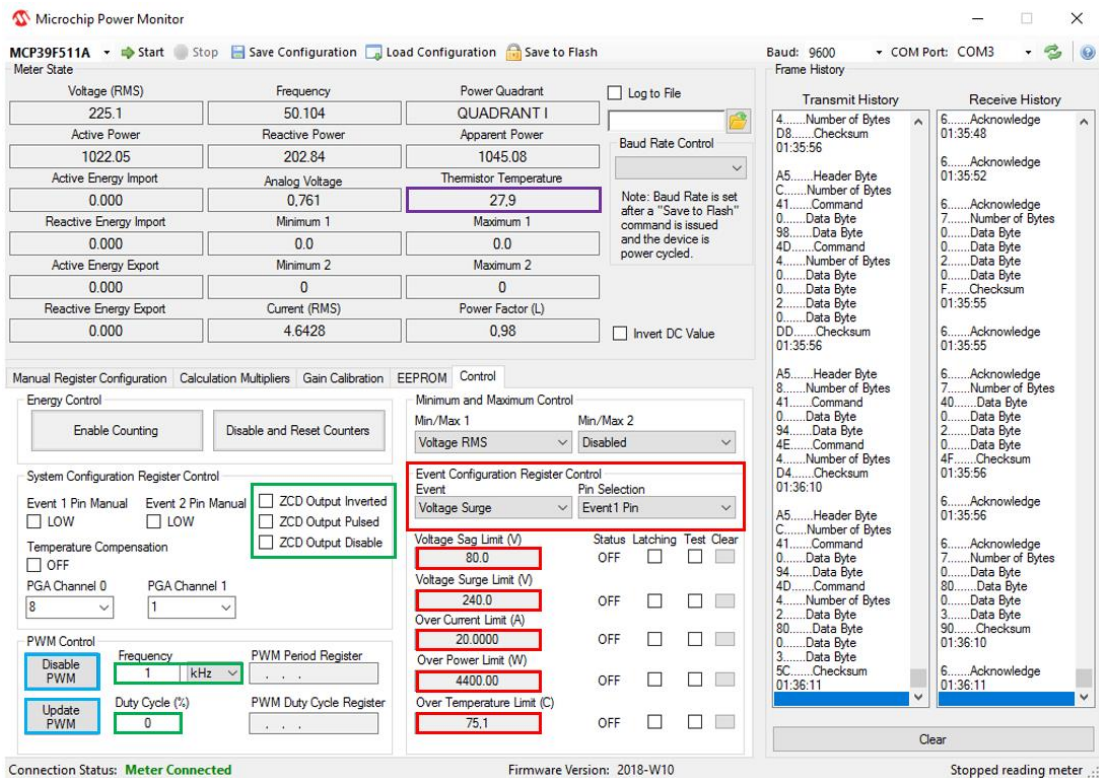 Microchip Power Monitor
MCP39F511A Start Stop Save Configuration Load Configuration Save to Flash Baud: 9600 COM Port: COM3
Meter State
Voltage (RMS) Frequency Power Quadrant
225.1 50.104 QUADRANT I
Active Power Reactive Power Apparent Power
1022.05 202.84 1045.08
Active Energy Import Analog Voltage Thermistor Temperature
0.000 0,761 27,9
Reactive Energy Import Minimum 1 Maximum 1
0.000 0.0 0.0
Active Energy Export Minimum 2 Maximum 2
0.000 0 0
Reactive Energy Export Current (RMS) Power Factor (L)
0.000 4.6428 0,98
Log to File
Baud Rate Control
Note: Baud Rate is set
after a "Save to Flash"
command is issued
and the device is
power cycled.
Invert DC Value
Manual Register Configuration Calculation Multipliers Gain Calibration EEPROM Control
Energy Control
Enable Counting Disable and Reset Counters
System Configuration Register Control
Event 1 Pin Manual Event 2 Pin Manual
LOW LOW
ZCD Output Inverted
ZCD Output Pulsed
ZCD Output Disable
Temperature Compensation
OFF
PGA Channel 0 PGA Channel 1
8 1
PWM Control
Disable PWM
Frequency PWM Period Register
1 kHz . . .
Update PWM
Duty Cycle (%) PWM Duty Cycle Register
0 . . .
Minimum and Maximum Control
Min/Max 1 Min/Max 2
Voltage RMS Disabled
Event Configuration Register Control
Event Pin Selection
Voltage Surge Event1 Pin
Voltage Sag Limit (V) Status Latching Test Clear
80.0 OFF
Voltage Surge Limit (V)
240.0 OFF
Over Current Limit (A)
20.0000 OFF
Over Power Limit (W)
4400.00 OFF
Over Temperature Limit (C)
75,1 OFF
Frame History
Transmit History
4.......Number of Bytes
D8.......Checksum
01:35:56
A5.......Header Byte
C.......Number of Bytes
41.......Command
0.......Data Byte
98.......Data Byte
4D.......Command
4.......Number of Bytes
0.......Data Byte
0.......Data Byte
2.......Data Byte
0.......Data Byte
DD.......Checksum
01:35:56
A5.......Header Byte
8.......Number of Bytes
41.......Command
0.......Data Byte
94.......Data Byte
4E.......Command
4.......Number of Bytes
D4.......Checksum
01:36:10
A5.......Header Byte
C.......Number of Bytes
41.......Command
0.......Data Byte
94.......Data Byte
4D.......Command
4.......Number of Bytes
2.......Data Byte
80.......Data Byte
0.......Data Byte
3.......Data Byte
5C.......Checksum
01:36:11
Receive History
6.......Acknowledge
01:35:48
6.......Acknowledge
01:35:52
6.......Acknowledge
7.......Number of Bytes
0.......Data Byte
0.......Data Byte
2.......Data Byte
0.......Data Byte
F.......Checksum
01:35:55
6.......Acknowledge
01:35:55
6.......Acknowledge
7.......Number of Bytes
40.......Data Byte
0.......Data Byte
2.......Data Byte
0.......Data Byte
4F.......Checksum
01:35:56
6.......Acknowledge
01:35:56
6.......Acknowledge
7.......Number of Bytes
0.......Data Byte
80.......Data Byte
0.......Data Byte
3.......Data Byte
90.......Checksum
01:36:10
6.......Acknowledge
01:36:11
Clear
Connection Status: Meter Connected Firmware Version: 2018-W10 Stopped reading meter